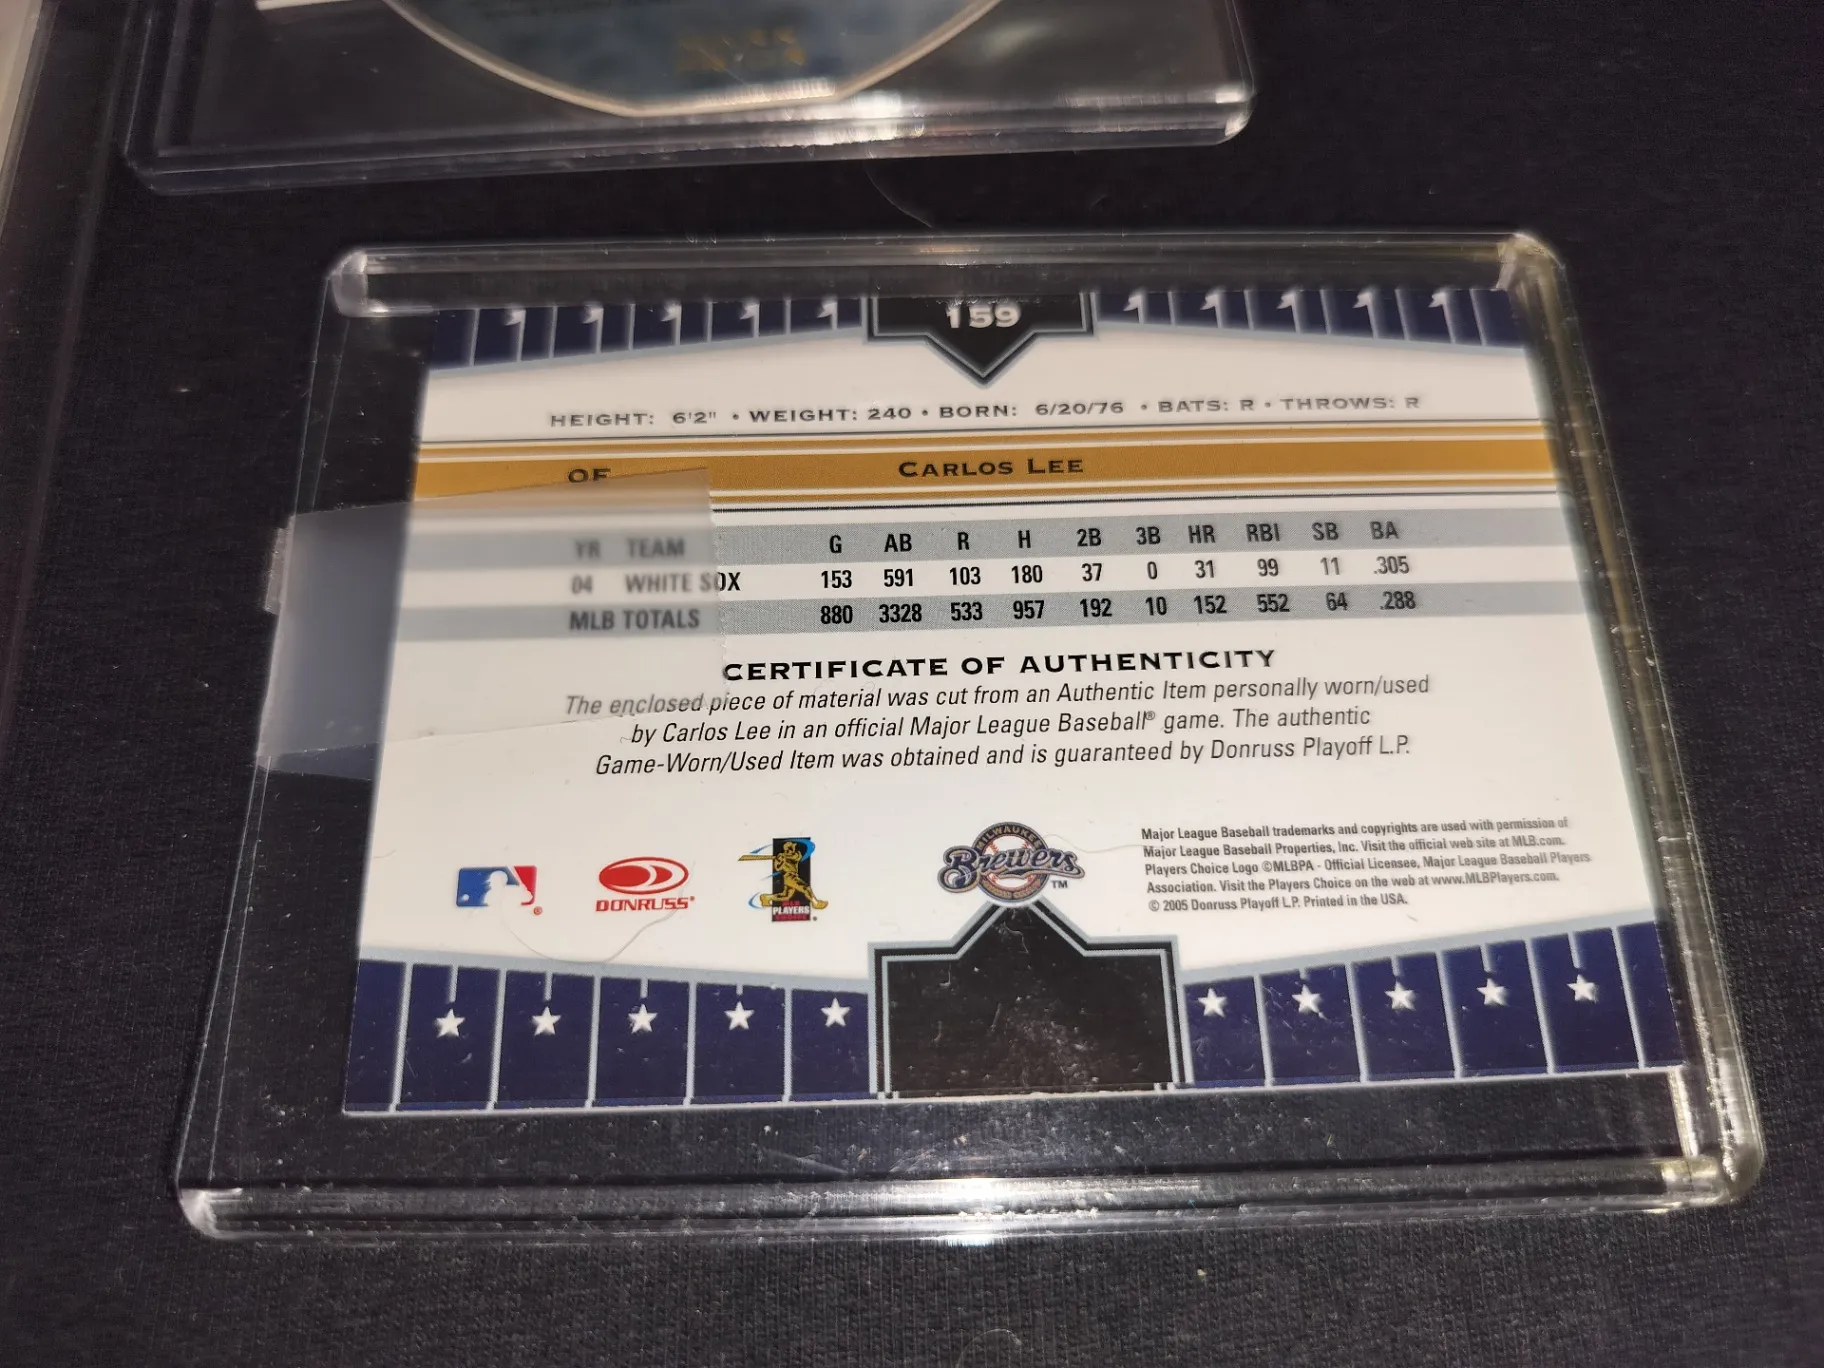 159
HEIGHT: 6'2" • WEIGHT: 240 • BORN: 6/20/76 • BATS: R • THROWS: R
OF CARLOS LEE
YR TEAM G AB R H 2B 3B HR RBI SB BA
04 WHITE SOX 153 591 103 180 37 0 31 99 11 .305
MLB TOTALS 880 3328 533 957 192 10 152 552 64 .288
CERTIFICATE OF AUTHENTICITY
The enclosed piece of material was cut from an Authentic Item personally worn/used
by Carlos Lee in an official Major League Baseball® game. The authentic
Game-Worn/Used Item was obtained and is guaranteed by Donruss Playoff L.P.
DONRUSS®
PLAYERS
MILWAUKEE
Brewers
TM
Major League Baseball trademarks and copyrights are used with permission of
Major League Baseball Properties, Inc. Visit the official web site at MLB.com.
Players Choice Logo ©MLBPA - Official Licensee, Major League Baseball Players
Association. Visit the Players Choice on the web at www.MLBPlayers.com.
© 2005 Donruss Playoff L.P. Printed in the USA.